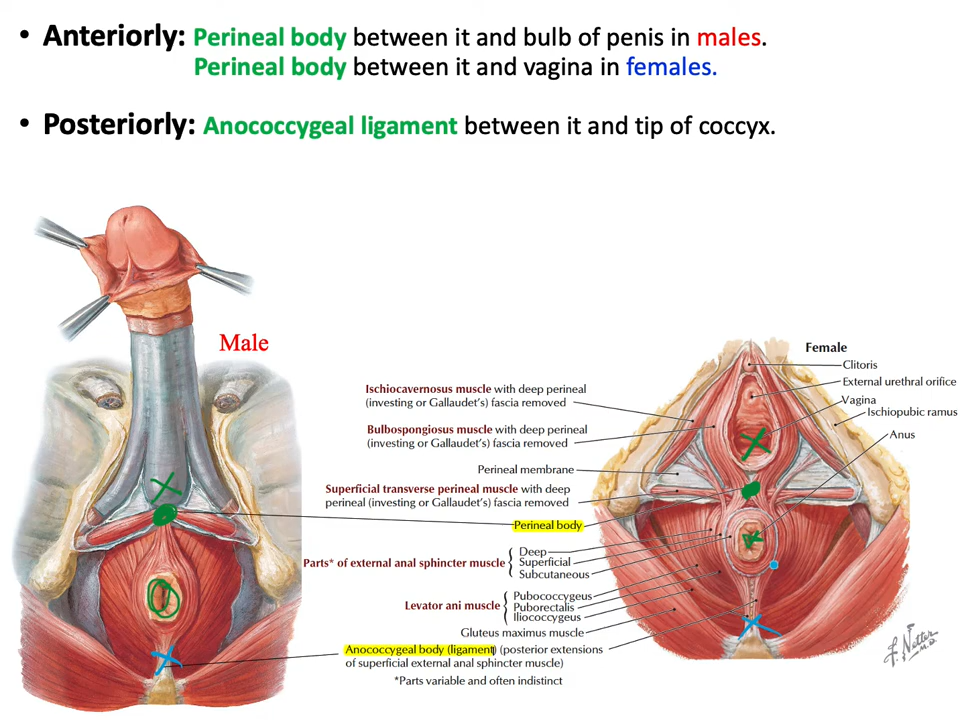 • Anteriorly: Perineal body between it and bulb of penis in males.
Perineal body between it and vagina in females.
• Posteriorly: Anococcygeal ligament between it and tip of coccyx.
Male
Female
Clitoris
External urethral orifice
Vagina
Ischiopubic ramus
Anus
Ischiocavernosus muscle with deep perineal
(investing or Gallaudet's) fascia removed
Bulbospongiosus muscle with deep perineal
(investing or Gallaudet's) fascia removed
Perineal membrane
Superficial transverse perineal muscle with deep
perineal (investing or Gallaudet's) fascia removed
Perineal body
Parts* of external anal sphincter muscle
Deep
Superficial
Subcutaneous
Levator ani muscle
Pubococcygeus
Puborectalis
Iliococcygeus
Gluteus maximus muscle
Anococcygeal body (ligament) (posterior extensions
of superficial external anal sphincter muscle)
*Parts variable and often indistinct
F. Netter
M.D.